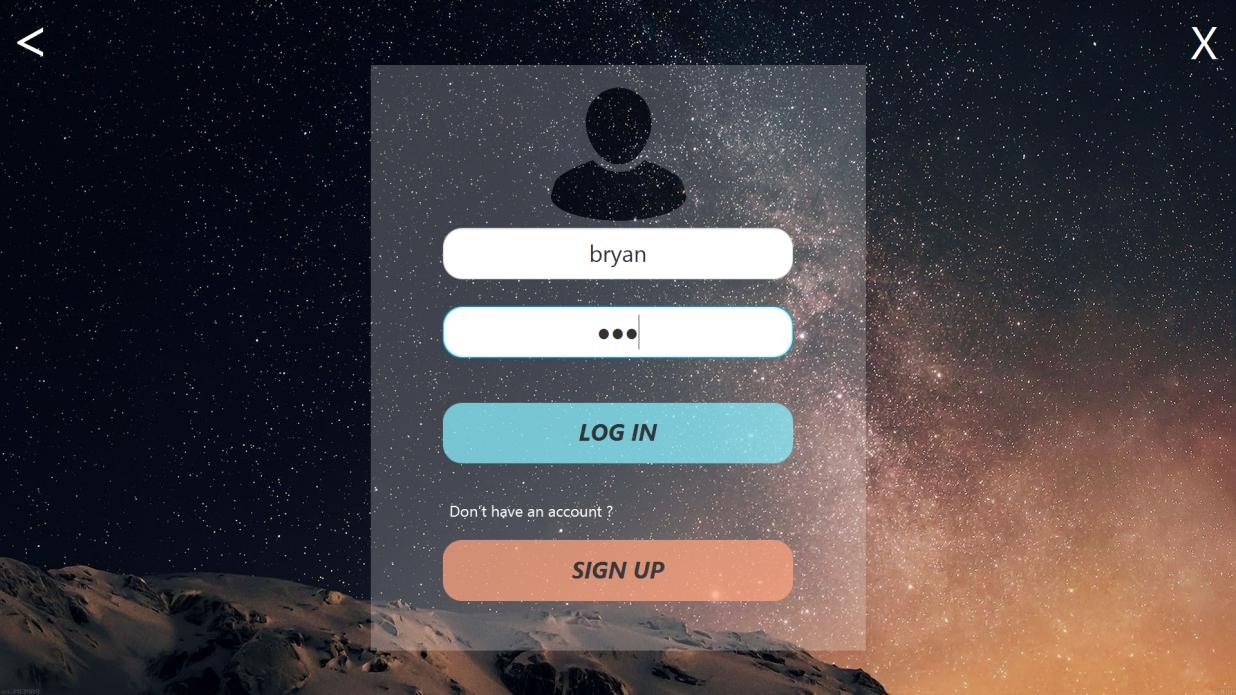 <
X
bryan
●●●
LOG IN
Don't have an account ?
SIGN UP